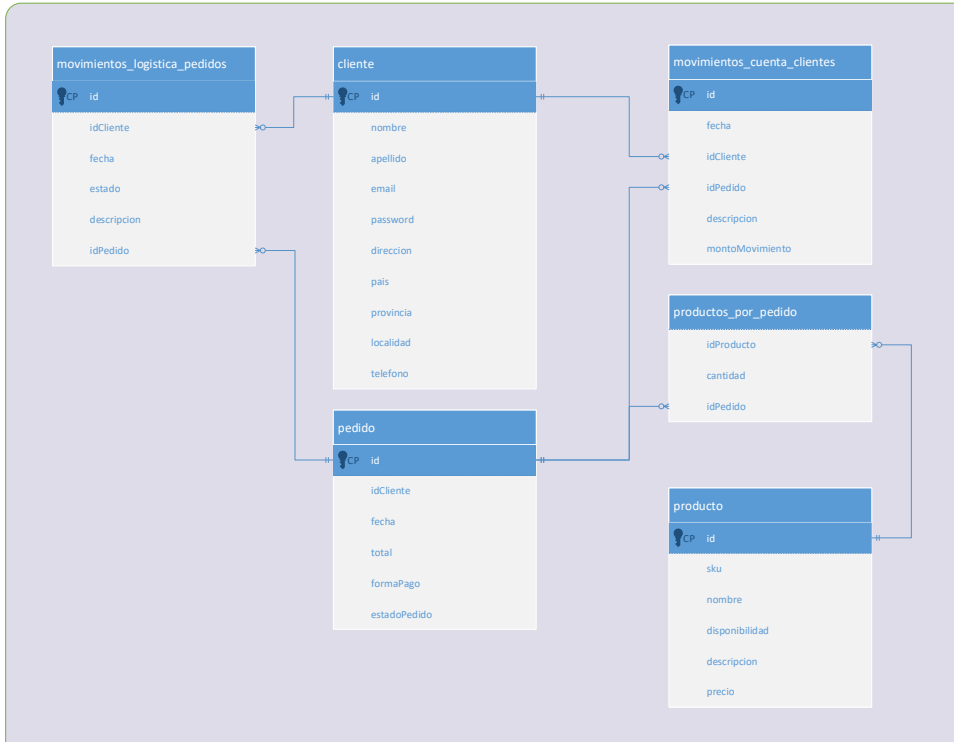 movimientos_logistica_pedidos
CP id
idCliente
fecha
estado
descripcion
idPedido
cliente
CP id
nombre
apellido
email
password
direccion
pais
provincia
localidad
telefono
movimientos_cuenta_clientes
CP id
fecha
idCliente
idPedido
descripcion
montoMovimiento
productos_por_pedido
idProducto
cantidad
idPedido
pedido
CP id
idCliente
fecha
total
formaPago
estadoPedido
producto
CP id
sku
nombre
disponibilidad
descripcion
precio